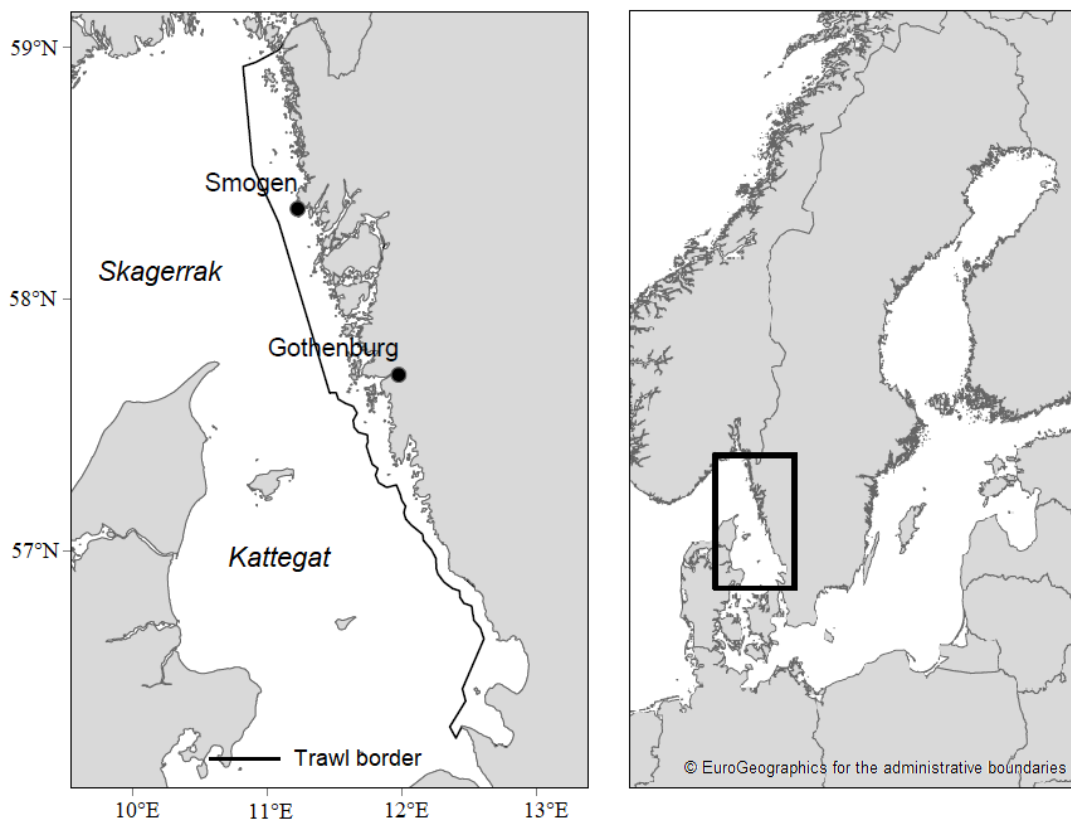 59°N
Smogen
Skagerrak
58°N
Gothenburg
57°N
Kattegat
Trawl border
10°E
11°E
12°E
13°E
© EuroGeographics for the administrative boundaries